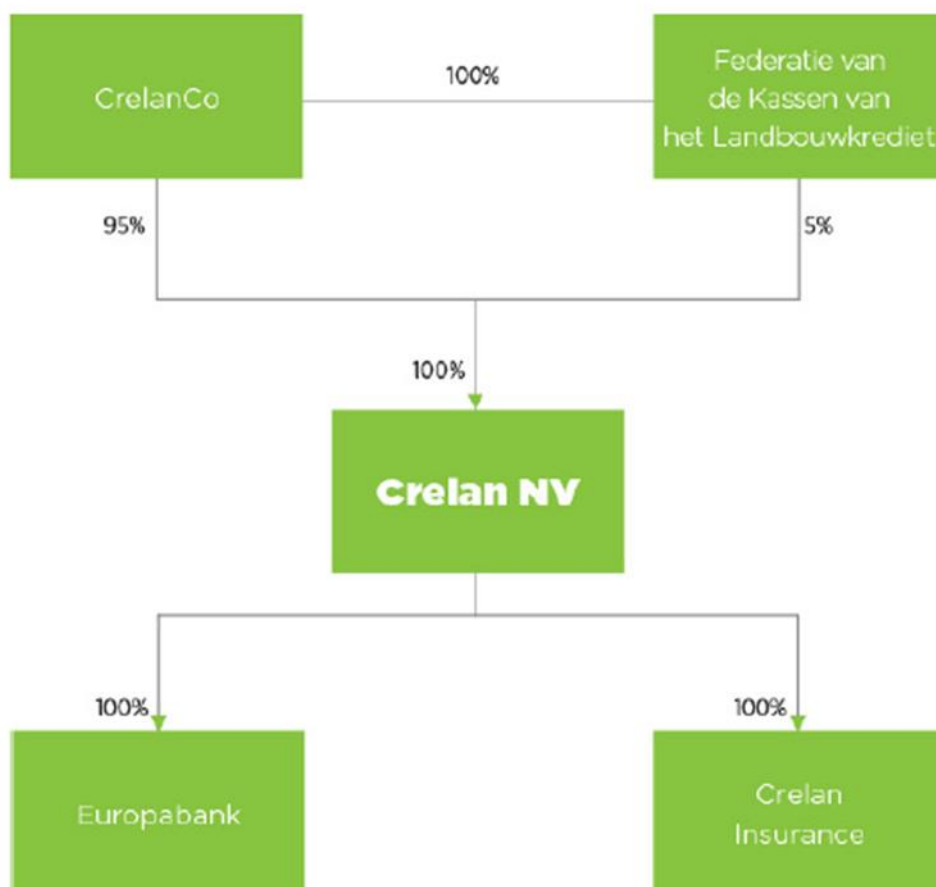 CrelanCo
100%
Federatie van
de Kassen van
het Landbouwkrediet
95%
5%
100%
Crelan NV
100%
100%
Europabank
Crelan
Insurance